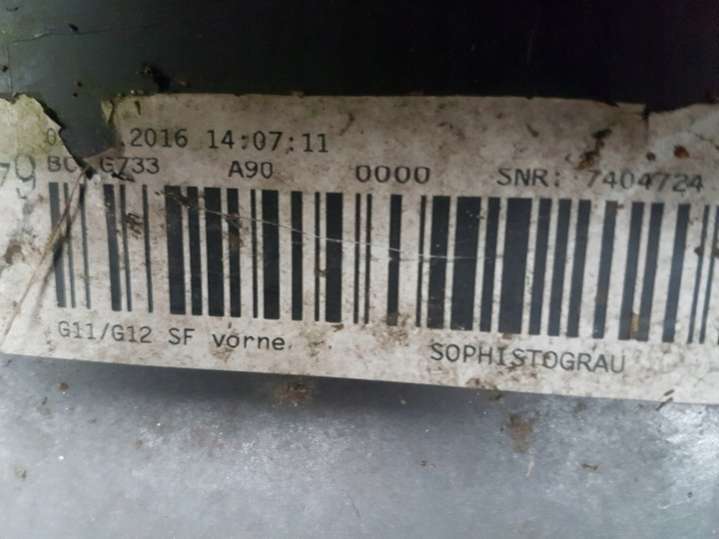 .2016 14:07:11
G733 A90 0000 SNR: 7404724
G11/G12 SF vorne
SOPHISTOGRAU